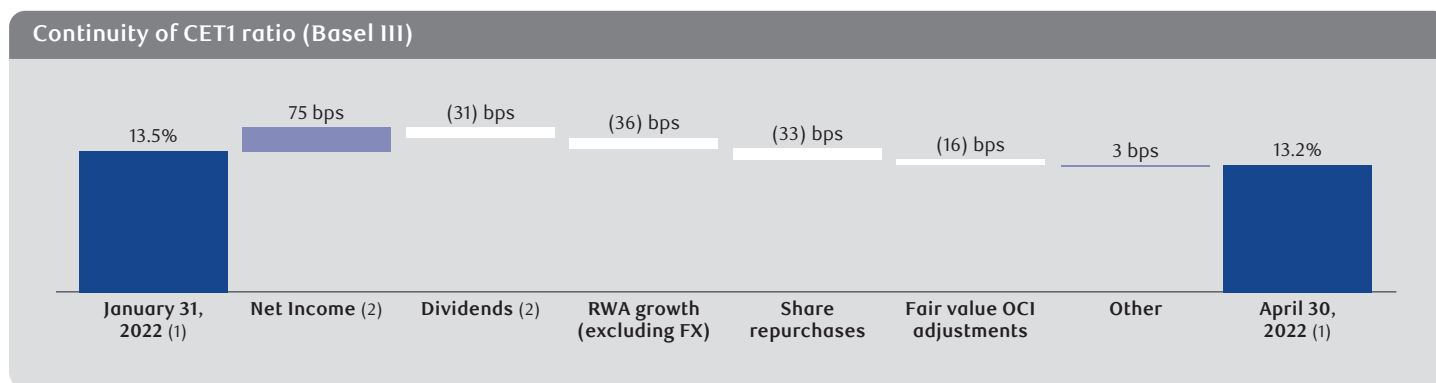 Continuity of CET1 ratio (Basel III)
13.5%
75 bps
(31) bps
(36) bps
(33) bps
(16) bps
3 bps
13.2%
January 31,
2022 (1)
Net Income (2)
Dividends (2)
RWA growth
(excluding FX)
Share
repurchases
Fair value OCI
adjustments
Other
April 30,
2022 (1)